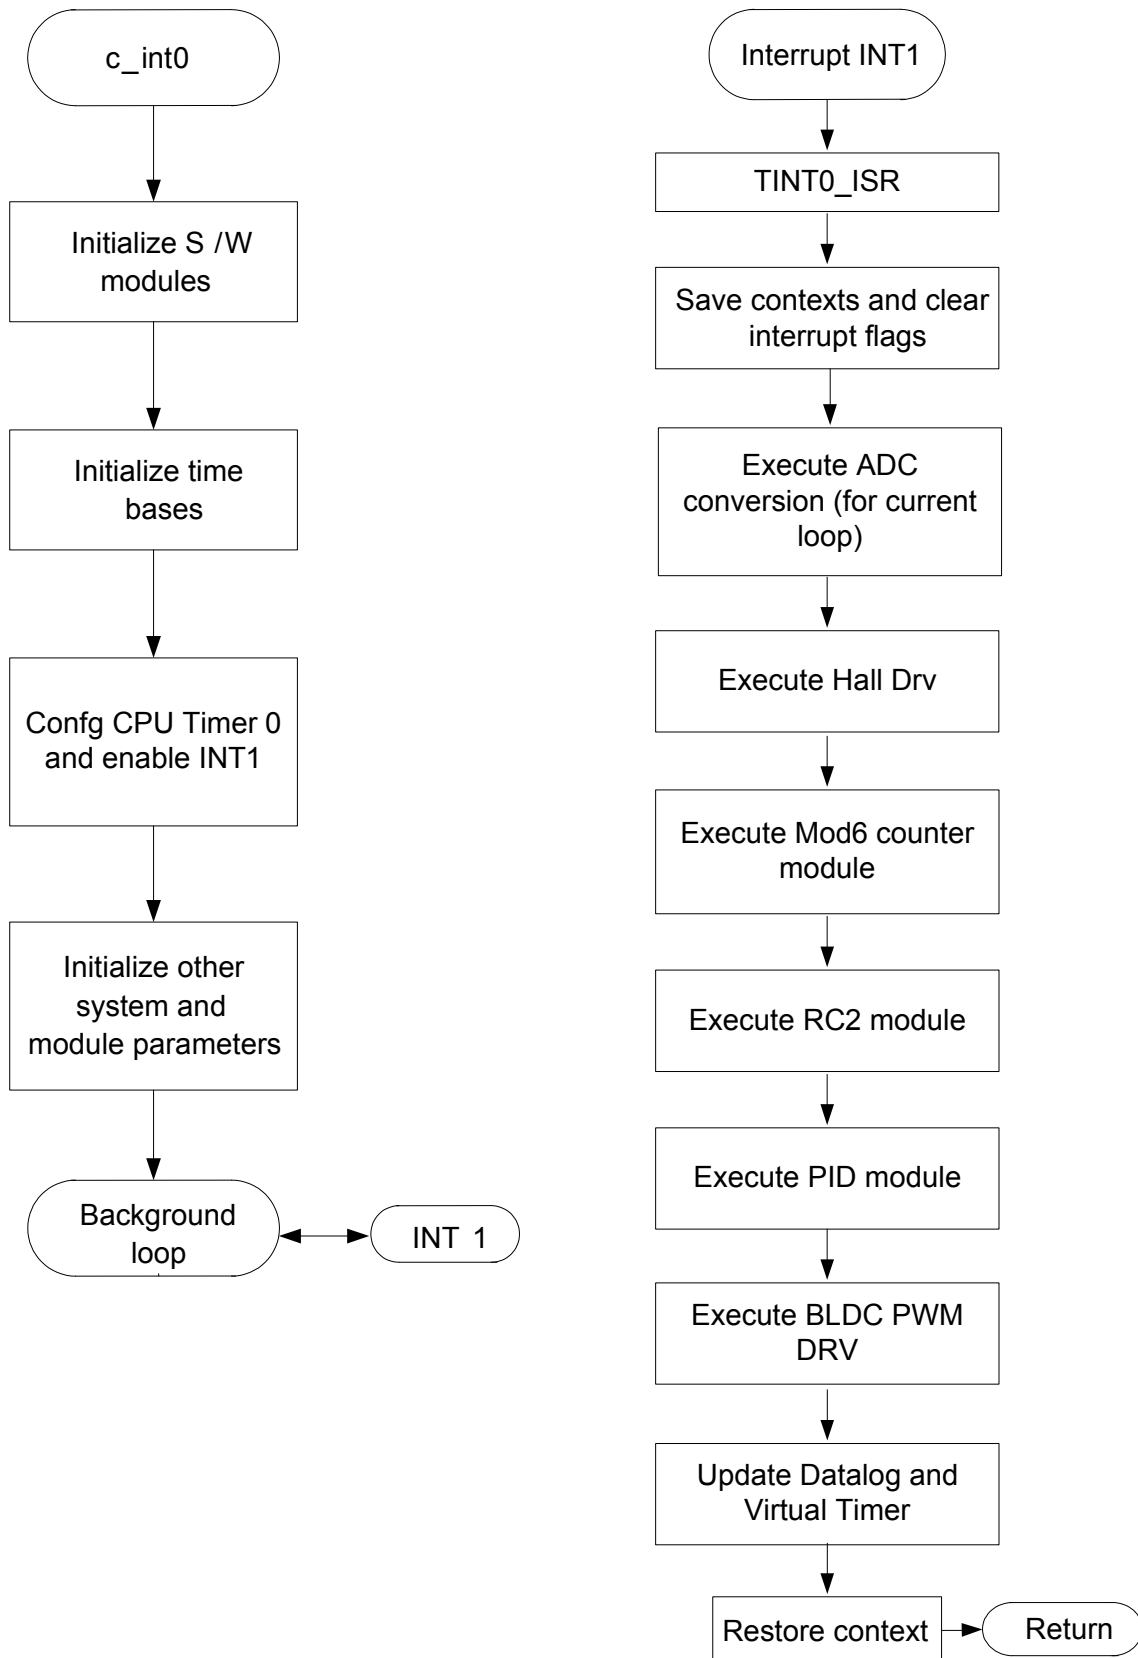 c_int0
Initialize S /W
modules
Initialize time
bases
Confg CPU Timer 0
and enable INT1
Initialize other
system and
module parameters
Background
loop
INT 1
Interrupt INT1
TINT0_ISR
Save contexts and clear
interrupt flags
Execute ADC
conversion (for current
loop)
Execute Hall Drv
Execute Mod6 counter
module
Execute RC2 module
Execute PID module
Execute BLDC PWM
DRV
Update Datalog and
Virtual Timer
Restore context
Return